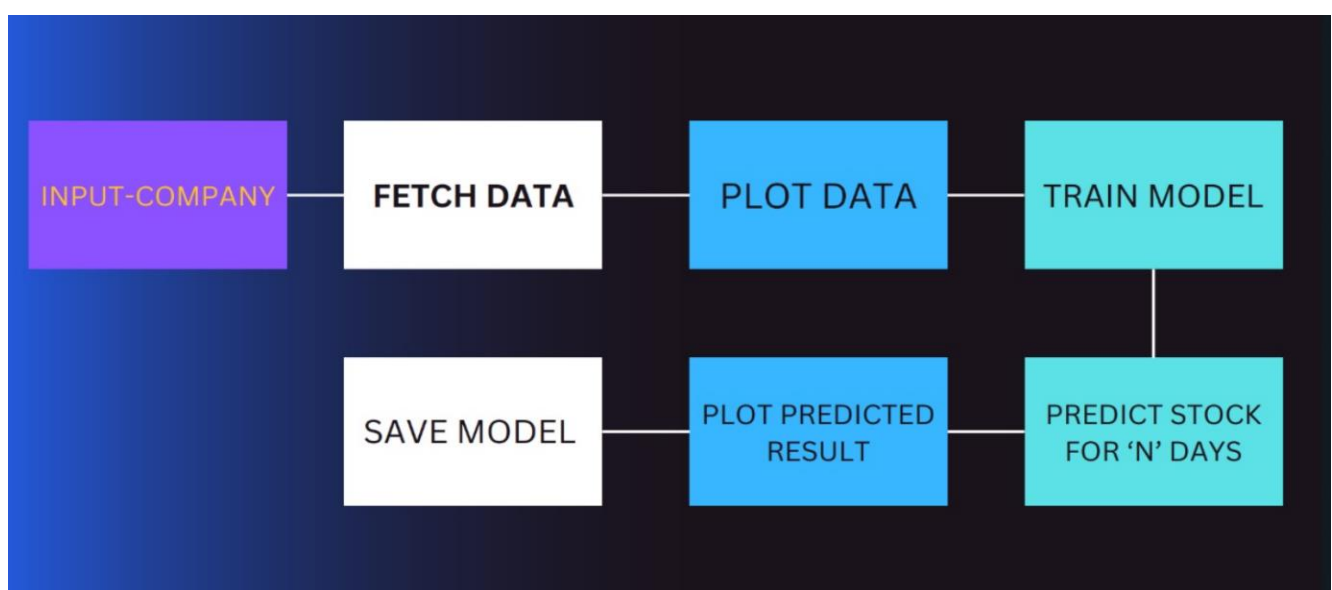 INPUT-COMPANY
FETCH DATA
PLOT DATA
TRAIN MODEL
SAVE MODEL
PLOT PREDICTED
RESULT
PREDICT STOCK
FOR ‘N’ DAYS